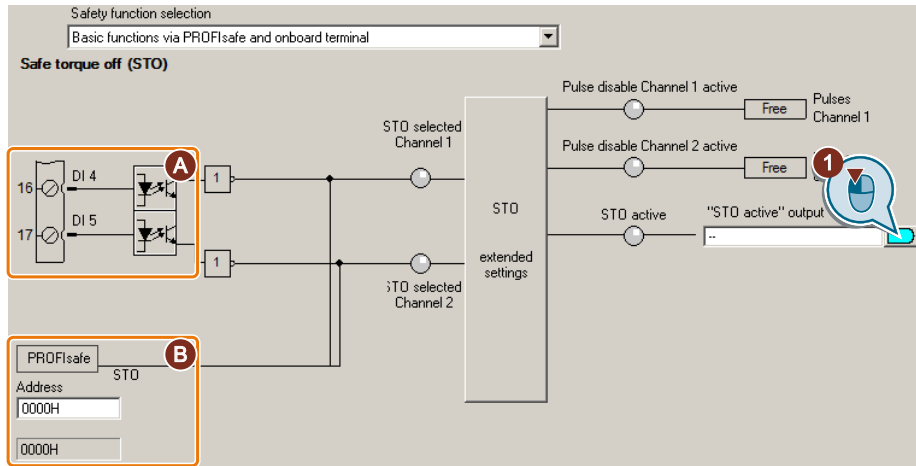 Safety function selection
Basic functions via PROFIsafe and onboard terminal
Safe torque off (STO)
Pulse disable Channel 1 active
Free
Pulses
Channel 1
STO selected
Channel 1
Pulse disable Channel 2 active
Free
A
DI 4
16
1
DI 5
17
1
STO
extended
settings
STO active
"STO active" output
--
1
STO selected
Channel 2
B
PROFIsafe
STO
Address
0000H
0000H